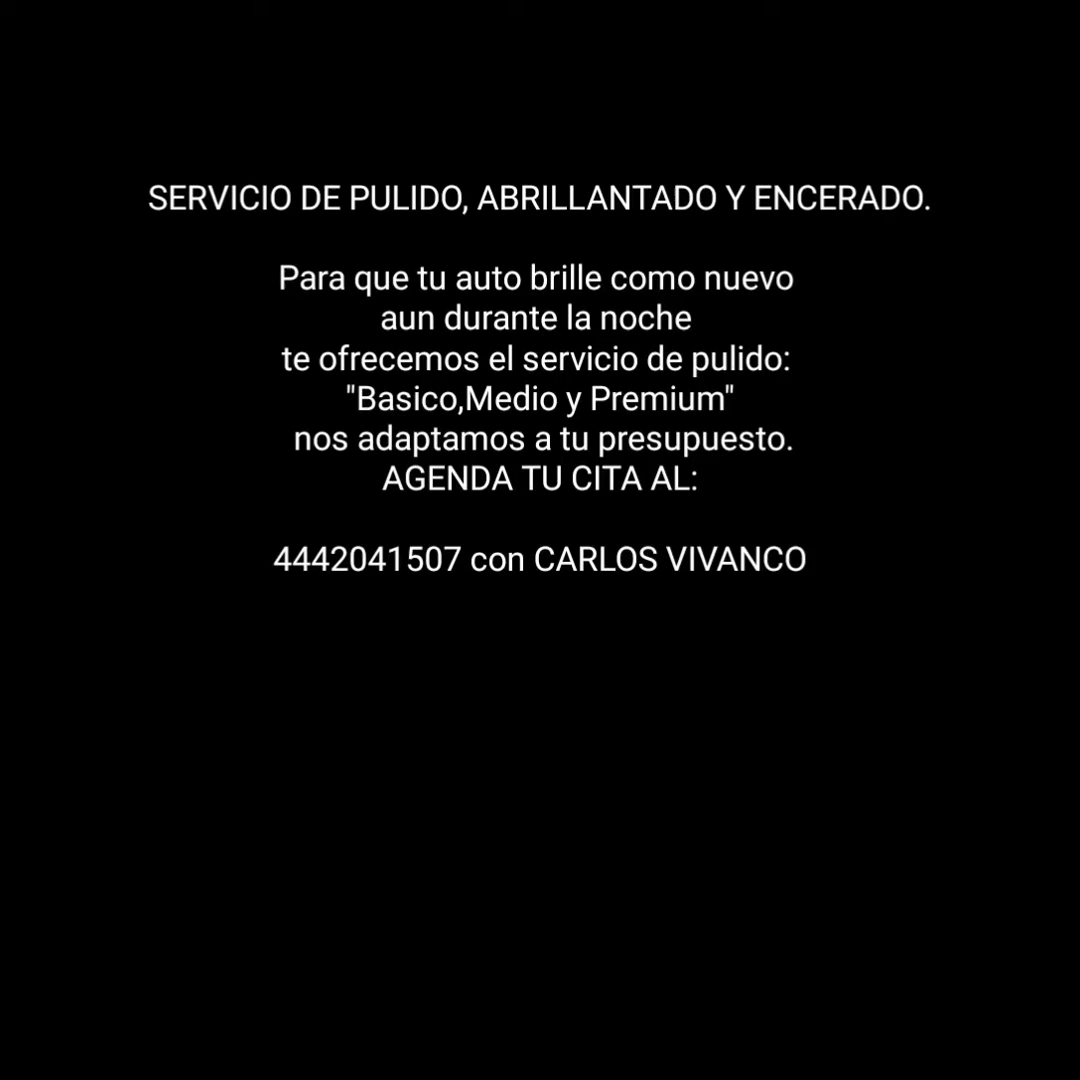 SERVICIO DE PULIDO, ABRILLANTADO Y ENCERADO.
Para que tu auto brille como nuevo
aun durante la noche
te ofrecemos el servicio de pulido:
"Basico,Medio y Premium"
nos adaptamos a tu presupuesto.
AGENDA TU CITA AL:
4442041507 con CARLOS VIVANCO